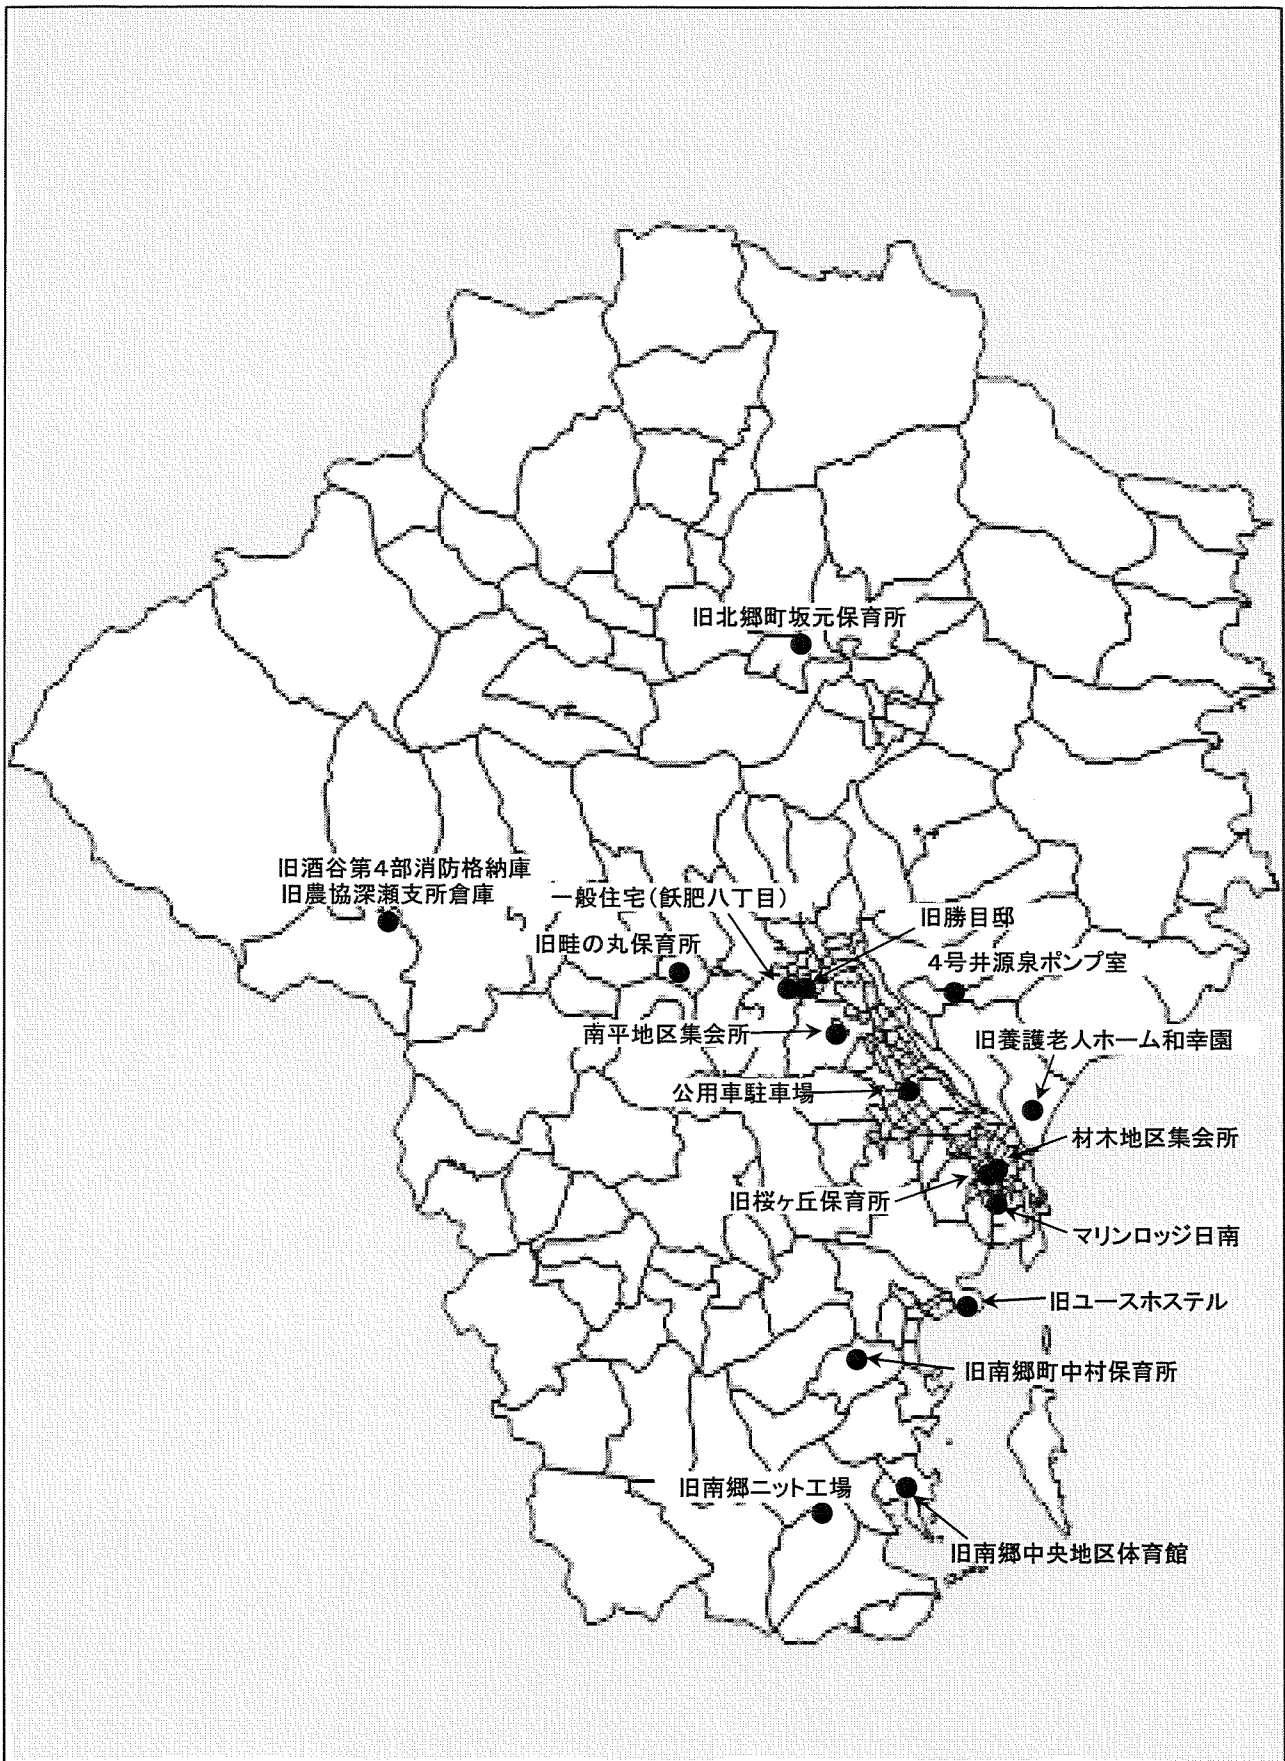 旧北郷町坂元保育所
旧酒谷第4部消防格納庫
旧農協深瀬支所倉庫
一般住宅(飫肥八丁目)
旧勝目邸
旧畦の丸保育所
4号井源泉ポンプ室
南平地区集会所
旧養護老人ホーム和幸園
公用車駐車場
材木地区集会所
旧桜ヶ丘保育所
マリンロッジ日南
旧ユースホステル
旧南郷町中村保育所
旧南郷ニット工場
旧南郷中央地区体育館